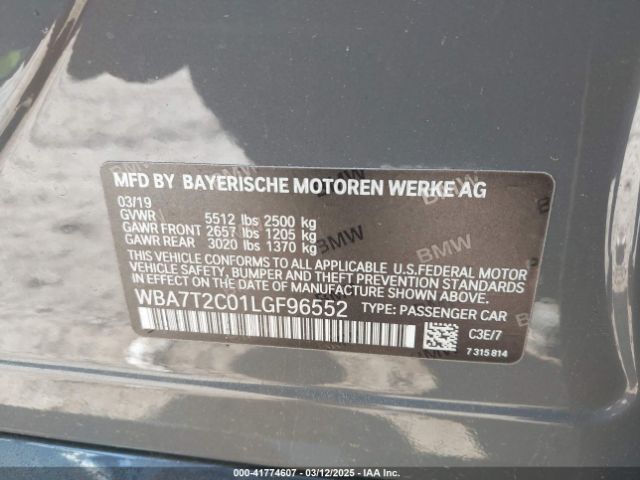 MFD BY BAYERISCHE MOTOREN WERKE AG
03/19
GVWR 5512 lbs 2500 kg
GAWR FRONT 2657 lbs 1205 kg
GAWR REAR 3020 lbs 1370 kg
THIS VEHICLE CONFORMS TO ALL APPLICABLE U.S.FEDERAL MOTOR
VEHICLE SAFETY, BUMPER AND THEFT PREVENTION STANDARDS
IN EFFECT ON THE DATE OF MANUFACTURE SHOWN ABOVE.
WBA7T2C01LGF96552 TYPE: PASSENGER CAR
C3E/7
7 315 814
BMW
BMW
BMW
000-41774607 - 03/12/2025 - IAA Inc.